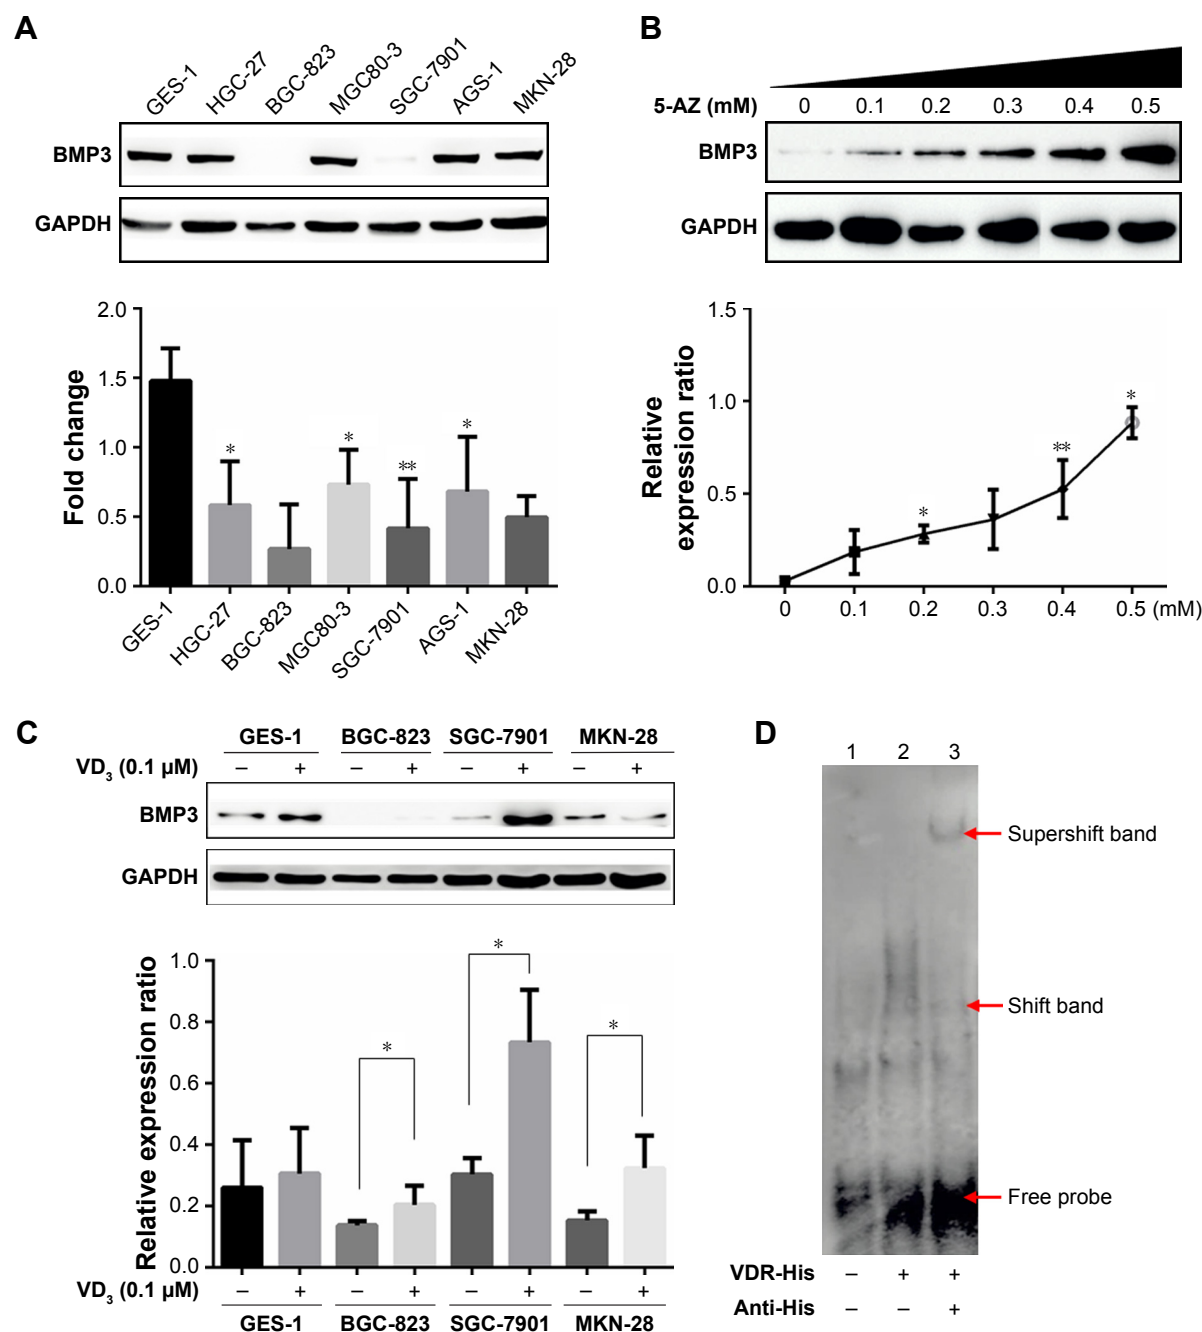 A
GES-1 HGC-27 BGC-823 MGC80-3 SGC-7901 AGS-1 MKN-28
BMP3
GAPDH
2.0
1.5
1.0
0.5
0.0
Fold change
* * ** *
GES-1 HGC-27 BGC-823 MGC80-3 SGC-7901 AGS-1 MKN-28
B
5-AZ (mM) 0 0.1 0.2 0.3 0.4 0.5
BMP3
GAPDH
1.5
1.0
0.5
0.0
Relative
expression ratio
* ** *
0 0.1 0.2 0.3 0.4 0.5 (mM)
C
GES-1 BGC-823 SGC-7901 MKN-28
VD3 (0.1 µM) – + – + – + – +
BMP3
GAPDH
1.0
0.8
0.6
0.4
0.2
0.0
Relative expression ratio
* * *
VD3 (0.1 µM) – + – + – + – +
GES-1 BGC-823 SGC-7901 MKN-28
D
1 2 3
Supershift band
Shift band
Free probe
VDR-His – + +
Anti-His – – +